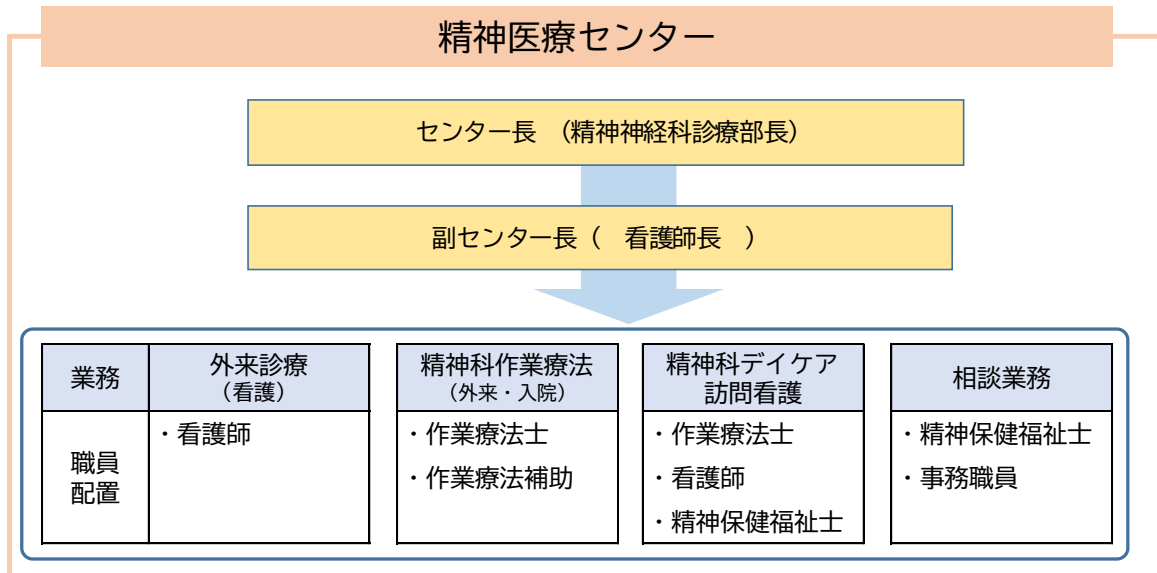 精神医療センター
センター長　（精神神経科診療部長）
副センター長（　看護師長　）
業務
外来診療
（看護）
精神科作業療法
（外来・入院）
精神科デイケア
訪問看護
相談業務
職員
配置
・看護師
・作業療法士
・作業療法補助
・作業療法士
・看護師
・精神保健福祉士
・精神保健福祉士
・事務職員